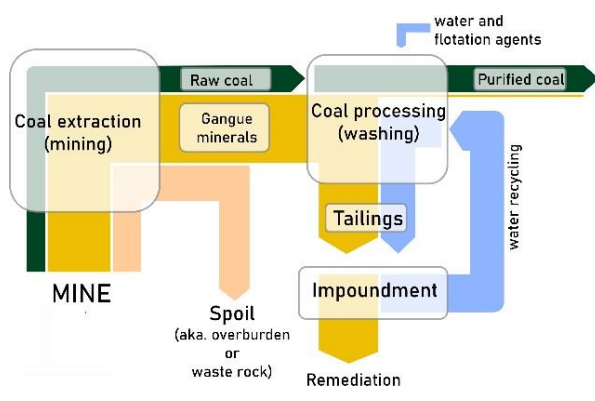 water and
flotation agents
Raw coal
Purified coal
Coal extraction
(mining)
Gangue
minerals
Coal processing
(washing)
Tailings
water recycling
MINE
Impoundment
Spoil
(aka. overburden
or
waste rock)
Remediation